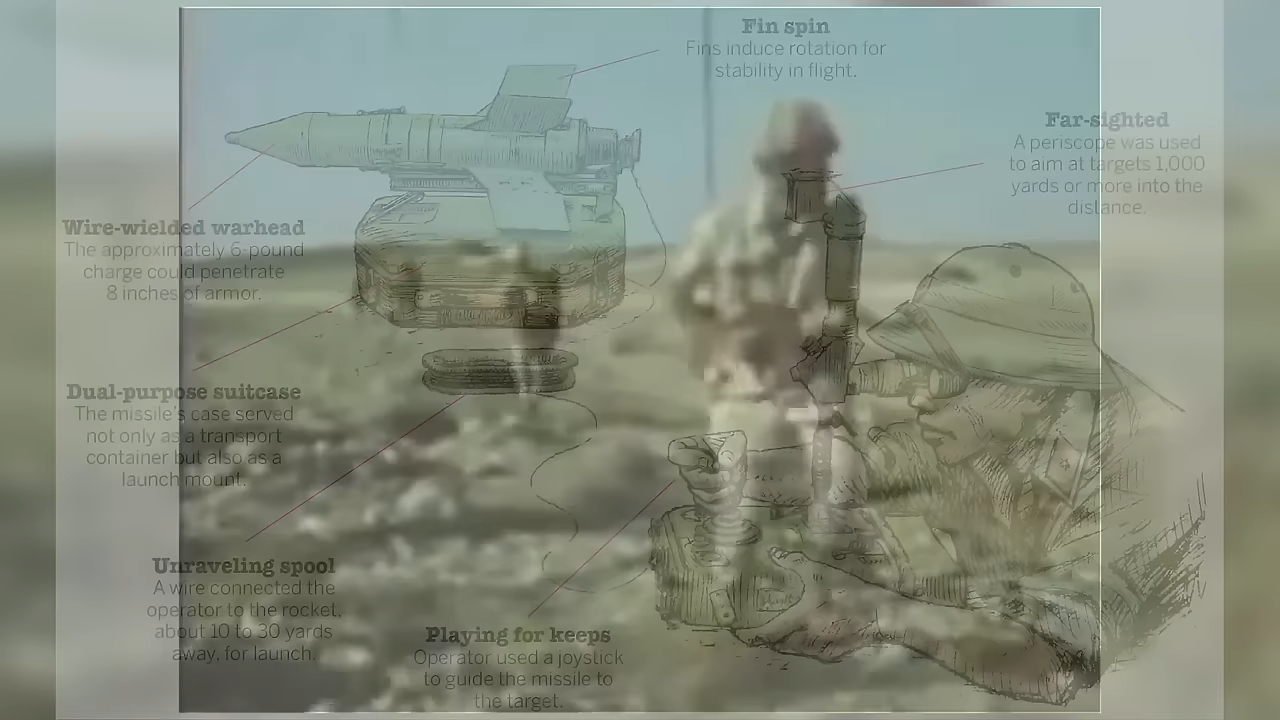 Fin spin
Fins induce rotation for
stability in flight.
Far-sighted
A periscope was used
to aim at targets 1,000
yards or more into the
distance.
Wire-wielded warhead
The approximately 6-pound
charge could penetrate
8 inches of armor.
Dual-purpose suitcase
The missile's case served
not only as a transport
container but also as a
launch mount.
Unraveling spool
A wire connected the
operator to the rocket,
about 10 to 30 yards
away, for launch.
Playing for keeps
Operator used a joystick
to guide the missile to
the target.